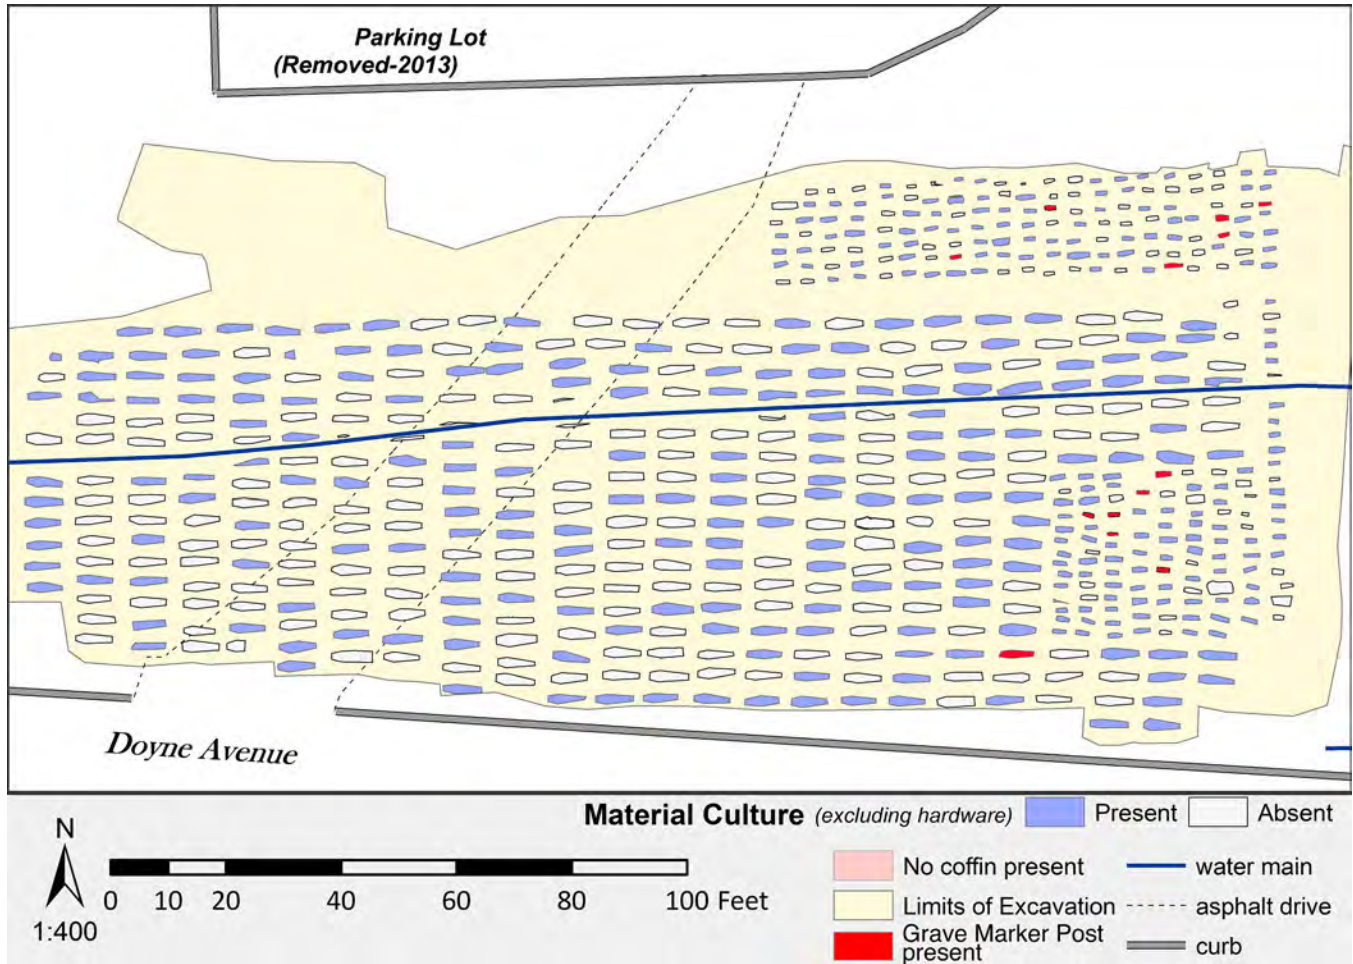 Parking Lot
(Removed-2013)
Doyne Avenue
Material Culture (excluding hardware) Present Absent
N
0 10 20 40 60 80 100 Feet
1:400
No coffin present
water main
Limits of Excavation
asphalt drive
Grave Marker Post
present
curb